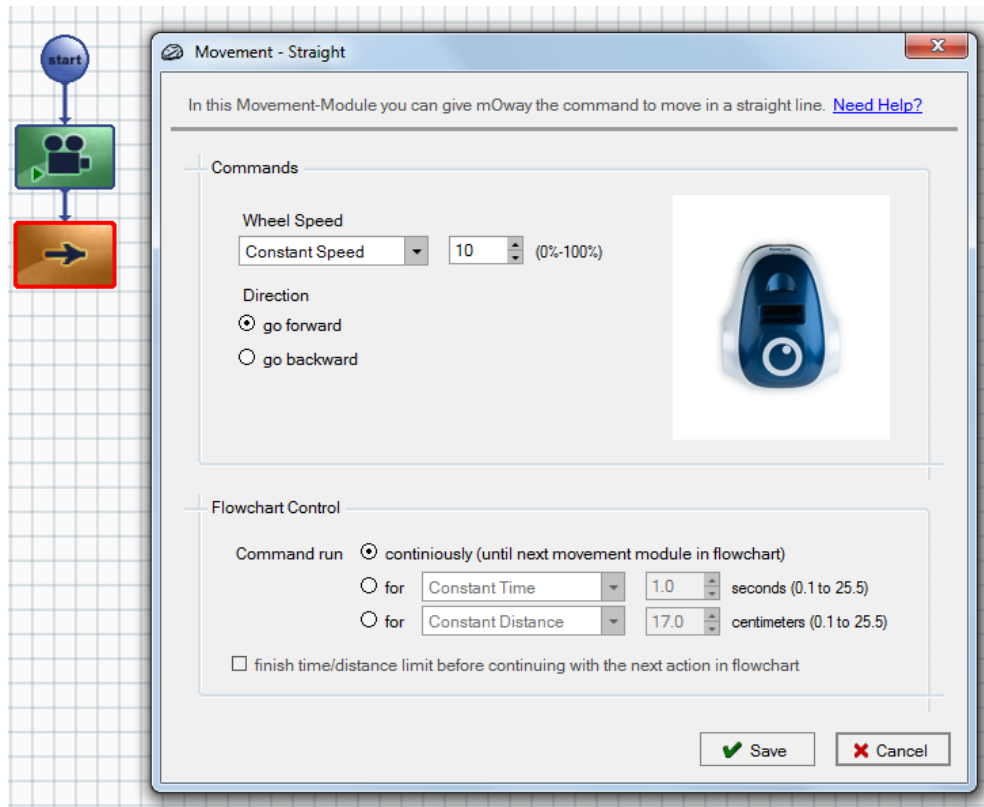 start
Movement - Straight
In this Movement-Module you can give mOway the command to move in a straight line. Need Help?
Commands
Wheel Speed
Constant Speed 10 (0%-100%)
Direction
go forward
go backward
Flowchart Control
Command run continiously (until next movement module in flowchart)
for Constant Time 1.0 seconds (0.1 to 25.5)
for Constant Distance 17.0 centimeters (0.1 to 25.5)
finish time/distance limit before continuing with the next action in flowchart
Save Cancel